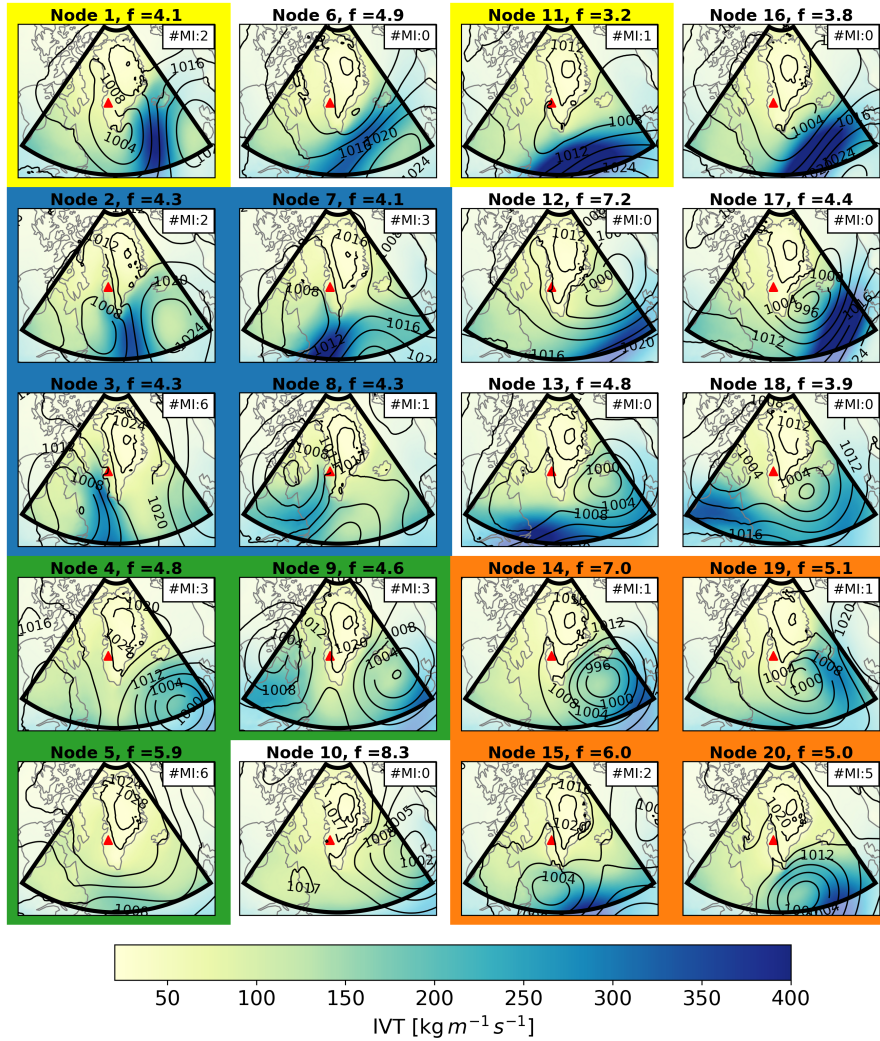 Node 1, f =4.1
#MI:2
1016
1008
1004
Node 6, f =4.9
#MI:0
1016
1020
1024
Node 11, f =3.2
#MI:1
1012
1008
1012
Node 16, f =3.8
#MI:0
1016
1004
1016
1024
Node 2, f =4.3
#MI:2
1012
1020
1008
1024
Node 7, f =4.1
#MI:3
1016
1008
1008
1012
1016
1020
Node 12, f =7.2
#MI:0
1012
1000
1016
1020
Node 17, f =4.4
#MI:0
1008
1004
996
1016
1012
1024
Node 3, f =4.3
#MI:6
1024
1008
1020
Node 8, f =4.3
#MI:1
1008
1017
Node 13, f =4.8
#MI:0
1000
1004
1008
Node 18, f =3.9
#MI:0
1008
1012
1004
1012
1004
1016
Node 4, f =4.8
#MI:3
1020
1016
1028
1012
1004
1000
Node 9, f =4.6
#MI:3
1004
1012
1008
1020
1004
1008
Node 14, f =7.0
#MI:1
1016
1012
996
1008
1000
1004
Node 19, f =5.1
#MI:1
1020
1004
1008
1000
Node 5, f =5.9
#MI:6
1024
1028
1008
Node 10, f =8.3
#MI:0
1017
1005
1008
1002
1017
Node 15, f =6.0
#MI:2
1016
1020
1004
Node 20, f =5.0
#MI:5
1020
1012
1004
50 100 150 200 250 300 350 400
IVT [kg m⁻¹ s⁻¹]